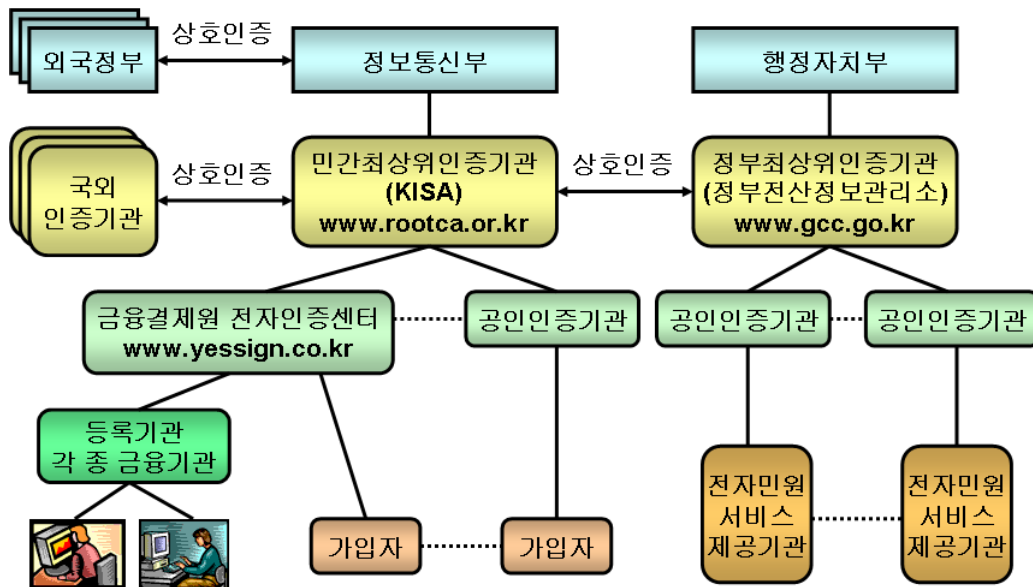 외국정부
상호인증
정보통신부
행정자치부
국외
인증기관
상호인증
민간최상위인증기관
(KISA)
www.rootca.or.kr
상호인증
정부최상위인증기관
(정부전산정보관리소)
www.gcc.go.kr
금융결제원 전자인증센터
www.yessign.co.kr
공인인증기관
공인인증기관
공인인증기관
등록기관
각 종 금융기관
전자민원
서비스
제공기관
전자민원
서비스
제공기관
가입자
가입자